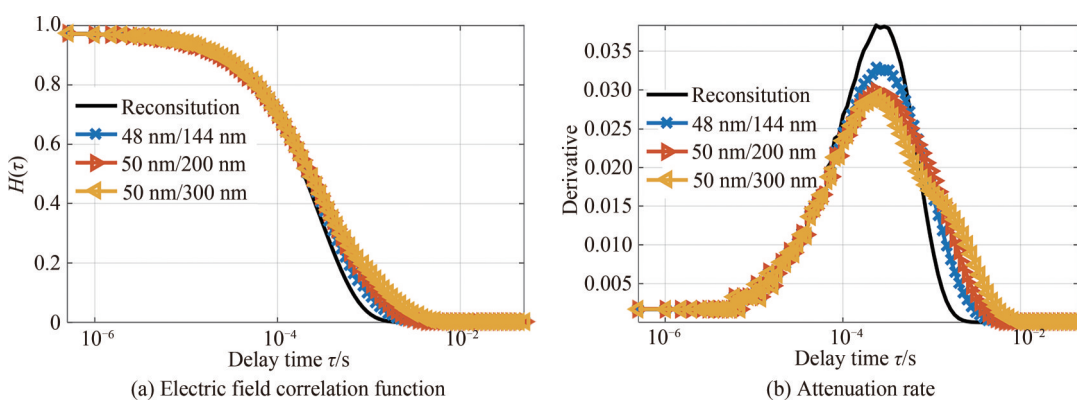 1.0
0.8
0.6
0.4
0.2
0
H(τ)
Reconsitution
48 nm/144 nm
50 nm/200 nm
50 nm/300 nm
10⁻⁶ 10⁻⁴ 10⁻²
Delay time τ/s
(a) Electric field correlation function
0.035
0.030
0.025
0.020
0.015
0.010
0.005
Derivative
Reconsitution
48 nm/144 nm
50 nm/200 nm
50 nm/300 nm
10⁻⁶ 10⁻⁴ 10⁻²
Delay time τ/s
(b) Attenuation rate